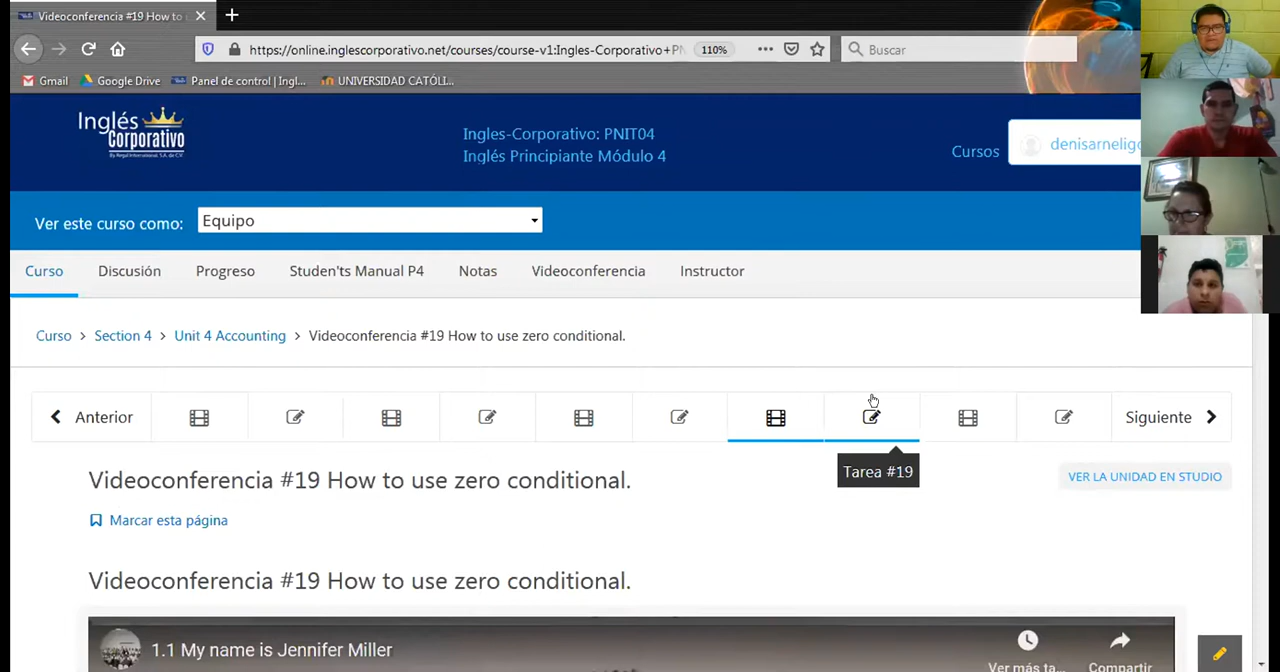 Videoconferencia #19 How to
https://online.inglescorporativo.net/courses/course-v1:Ingles-Corporativo+PN
110%
Buscar
Gmail
Google Drive
Panel de control | Ingl...
UNIVERSIDAD CATÓLI...
Inglés
Corporativo
Ingles-Corporativo: PNIT04
Inglés Principiante Módulo 4
Cursos
denisarnelig
Ver este curso como:
Equipo
Curso
Discusión
Progreso
Studen'ts Manual P4
Notas
Videoconferencia
Instructor
Curso > Section 4 > Unit 4 Accounting > Videoconferencia #19 How to use zero conditional.
Anterior
Siguiente
Tarea #19
Videoconferencia #19 How to use zero conditional.
VER LA UNIDAD EN STUDIO
Marcar esta página
Videoconferencia #19 How to use zero conditional.
1.1 My name is Jennifer Miller
Ver más ta...
Compartir